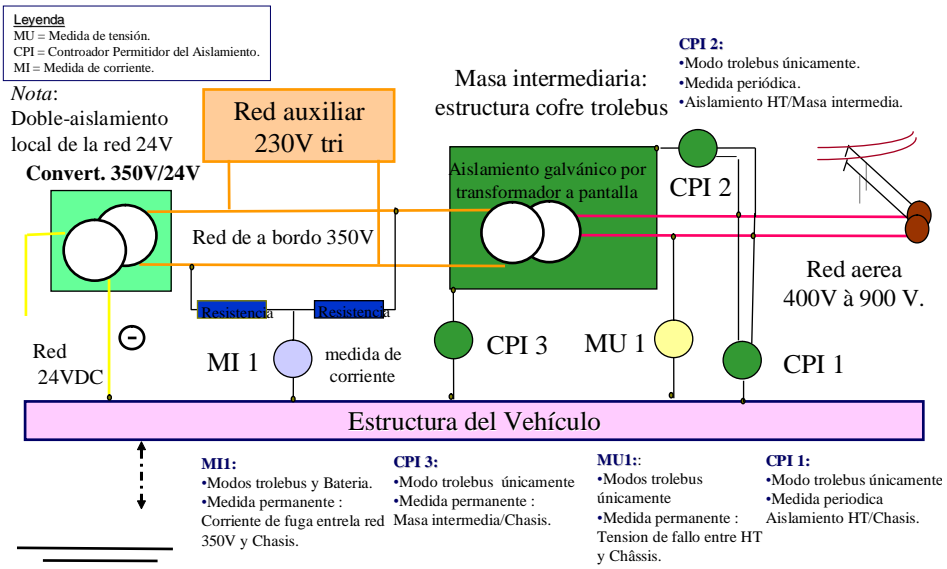 Leyenda
MU = Medida de tensión.
CPI = Controador Permitidor del Aislamiento.
MI = Medida de corriente.
Nota:
Doble-aislamiento
local de la red 24V
Convert. 350V/24V
Red auxiliar
230V tri
Masa intermediaria:
estructura cofre trolebus
CPI 2:
•Modo trolebus únicamente.
•Medida periódica.
•Aislamiento HT/Masa intermedia.
Aislamiento galvánico por
transformador a pantalla
CPI 2
Red de a bordo 350V
Red aerea
400V à 900 V.
Resistencia
Resistencia
Red
24VDC
MI 1
medida de
corriente
CPI 3
MU 1
CPI 1
Estructura del Vehículo
MI1:
•Modos trolebus y Bateria.
•Medida permanente :
Corriente de fuga entrela red
350V y Chasis.
CPI 3:
•Modo trolebus únicamente
•Medida permanente :
Masa intermedia/Chasis.
MU1::
•Modos trolebus
únicamente
•Medida permanente :
Tension de fallo entre HT
y Châssis.
CPI 1:
•Modo trolebus únicamente
•Medida periodica
Aislamiento HT/Chasis.